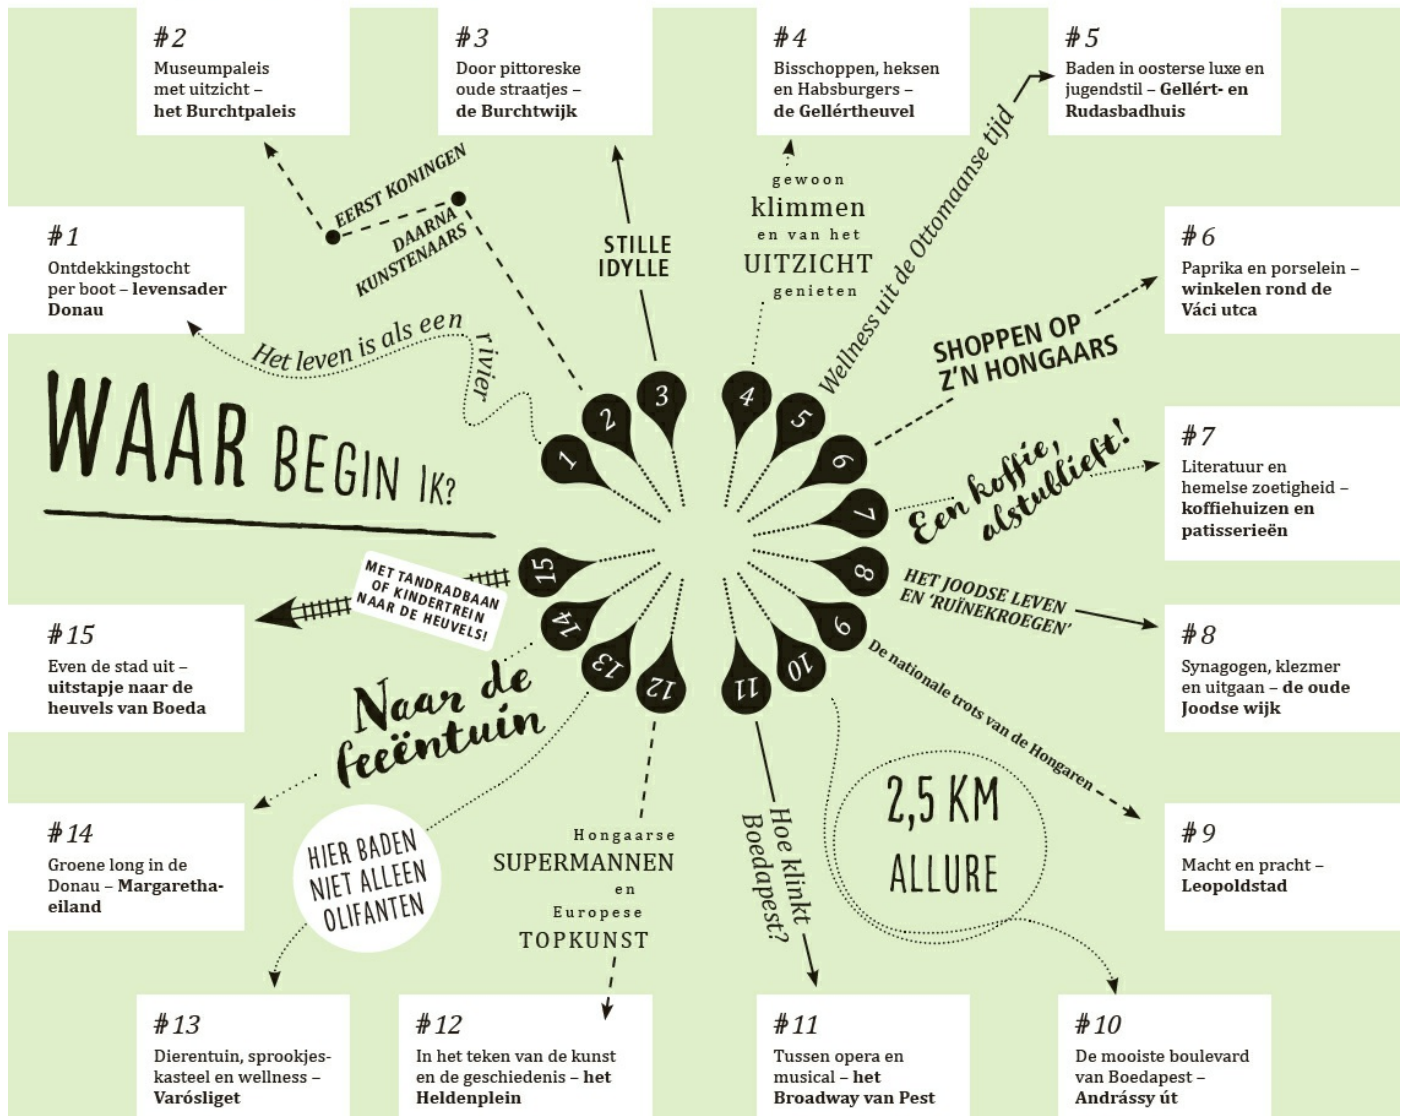 #2
Museumpaleis
met uitzicht –
het Burchtpaleis
#3
Door pittoreske
oude straatjes –
de Burchtwijk
#4
Bisschoppen, heksen
en Habsburgers –
de Gellértheuvel
#5
Baden in oosterse luxe en
jugendstil – Gellért- en
Rudasbadhuis
#1
Ontdekkingstocht
per boot – levensader
Donau
#6
Paprika en porselein –
winkelen rond de
Váci utca
EERST KONINGEN
DAARNA
KUNSTENAARS
STILLE
IDYLLE
gewoon
klimmen
en van het
UITZICHT
genieten
Wellness uit de Ottomaanse tijd
Het leven is als een rivier
SHOPPEN OP
Z'N HONGAARS
WAAR BEGIN IK?
1
2
3
4
5
6
7
8
9
10
11
12
13
14
15
Een koffie,
alstublieft!
#7
Literatuur en
hemelse zoetigheid –
koffiehuizen en
patisserieën
MET TANDRADBAAN
OF KINDERTREIN
NAAR DE HEUVELS!
HET JOODSE LEVEN
EN 'RUÏNEKROEGEN'
#15
Even de stad uit –
uitstapje naar de
heuvels van Boeda
#8
Synagogen, klezmer
en uitgaan – de oude
Joodse wijk
Naar de
feeëntuin
De nationale trots van de Hongaren
#14
Groene long in de
Donau – Margaretha-
eiland
HIER BADEN
NIET ALLEEN
OLIFANTEN
Hongaarse
SUPERMANNEN
en
Europese
TOPKUNST
Hoe klinkt
Boedapest?
2,5 KM
ALLURE
#9
Macht en pracht –
Leopoldstad
#13
Dierentuin, sprookjes-
kasteel en wellness –
Varósliget
#12
In het teken van de kunst
en de geschiedenis – het
Heldenplein
#11
Tussen opera en
musical – het
Broadway van Pest
#10
De mooiste boulevard
van Boedapest –
Andrássy út